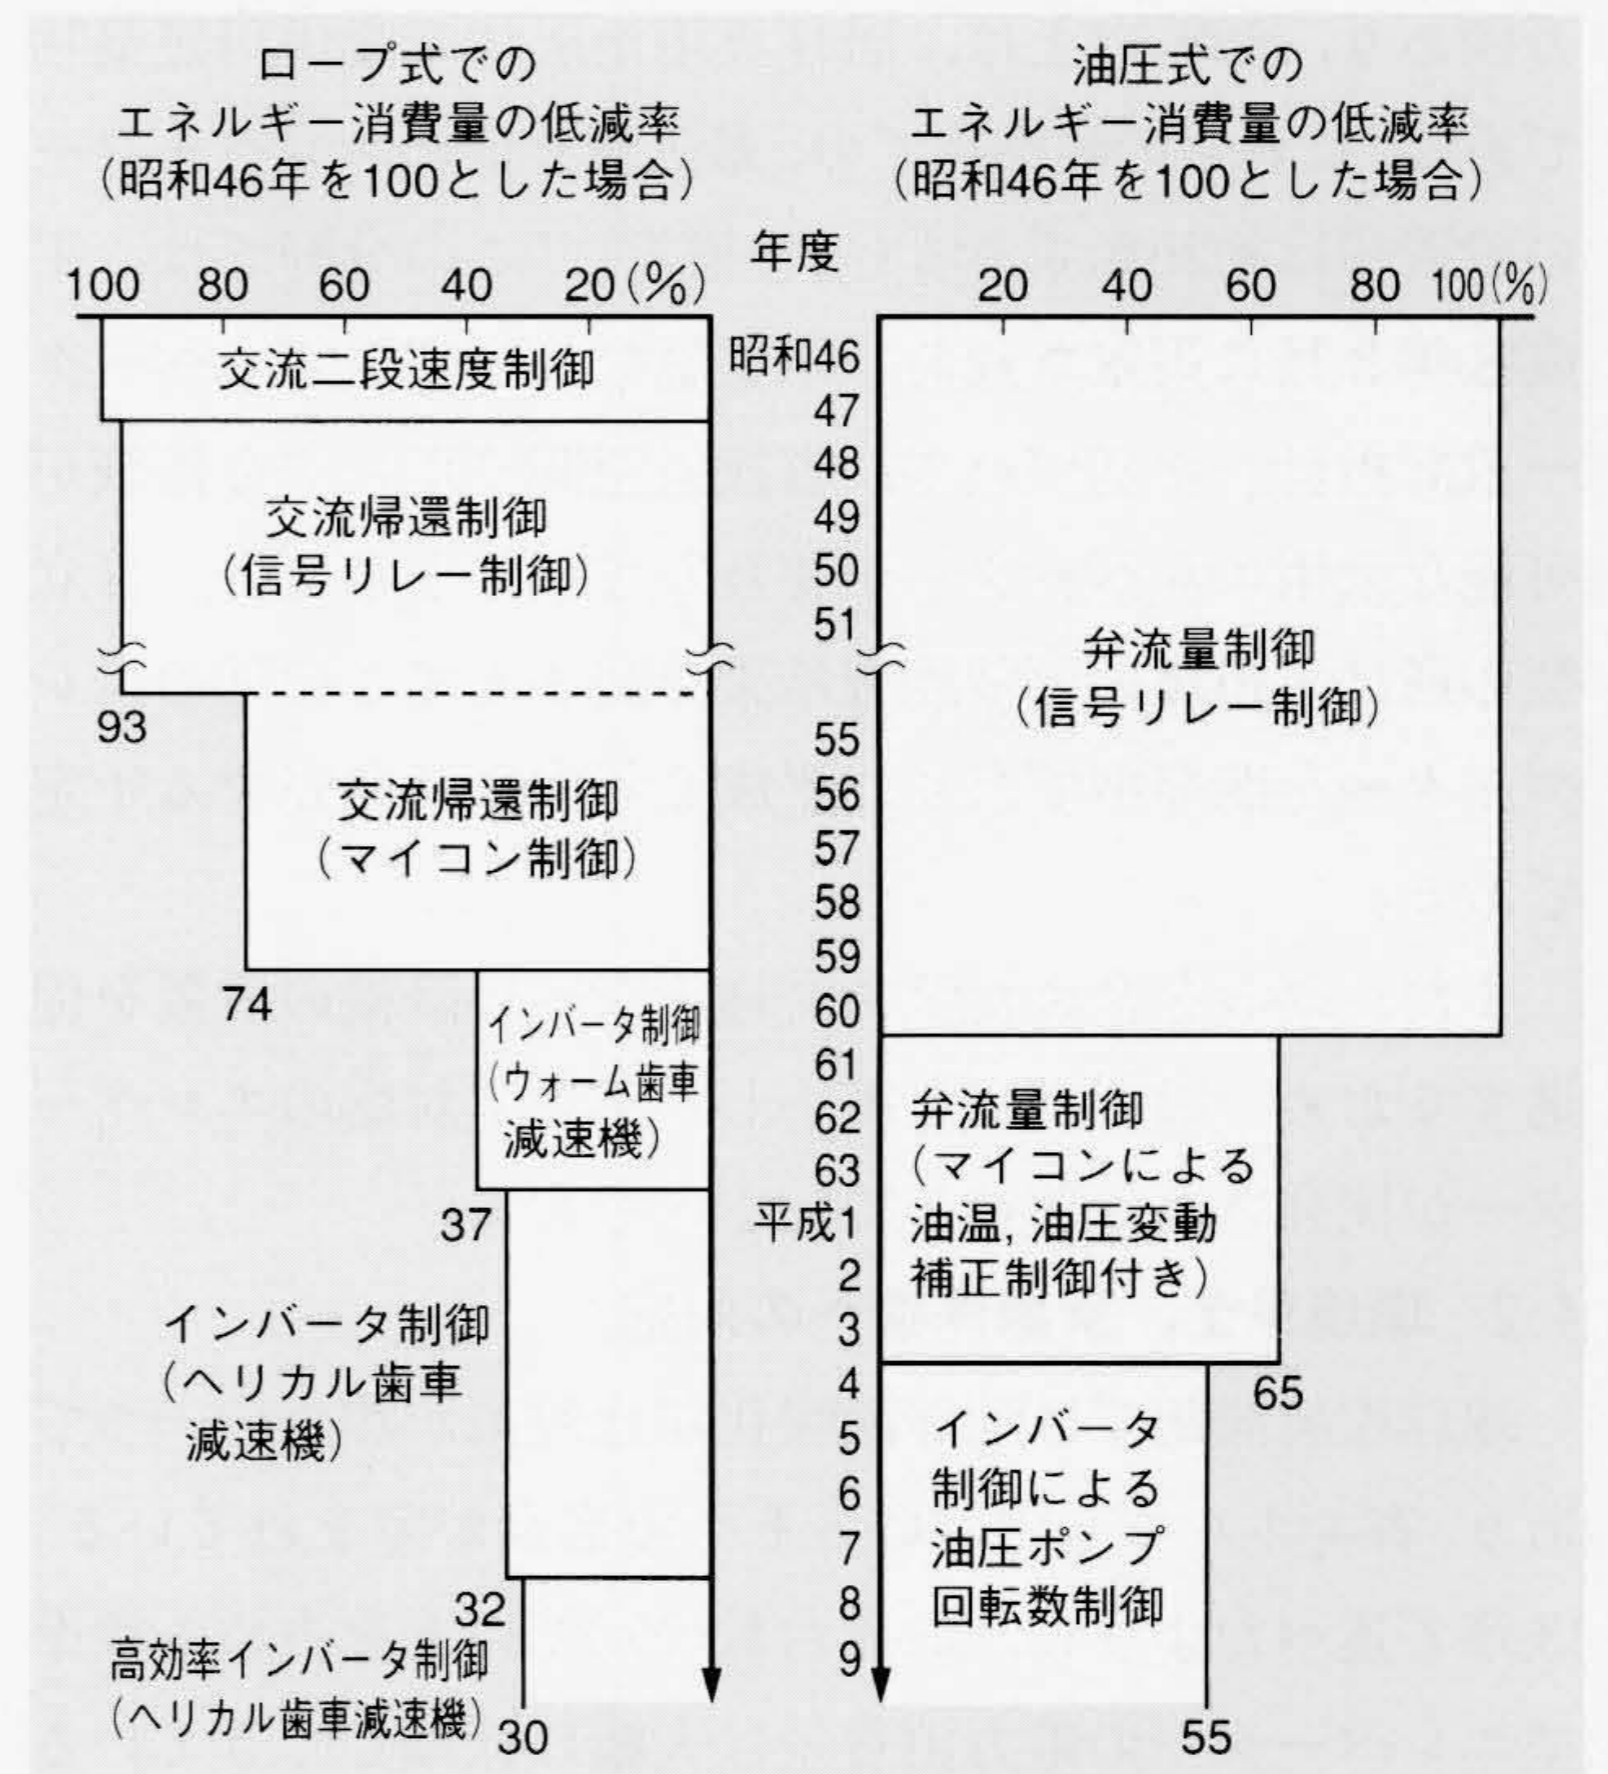 ロープ式での
エネルギー消費量の低減率
(昭和46年を100とした場合)
100 80 60 40 20(%)
交流二段速度制御
交流帰還制御
(信号リレー制御)
93
交流帰還制御
(マイコン制御)
74
インバータ制御
(ウォーム歯車
減速機)
37
インバータ制御
(ヘリカル歯車
減速機)
32
高効率インバータ制御
(ヘリカル歯車減速機)
30
年度
昭和46
47
48
49
50
51
55
56
57
58
59
60
61
62
63
平成1
2
3
4
5
6
7
8
9
油圧式での
エネルギー消費量の低減率
(昭和46年を100とした場合)
20 40 60 80 100(%)
弁流量制御
(信号リレー制御)
弁流量制御
(マイコンによる
油温, 油圧変動
補正制御付き)
65
インバータ
制御による
油圧ポンプ
回転数制御
55